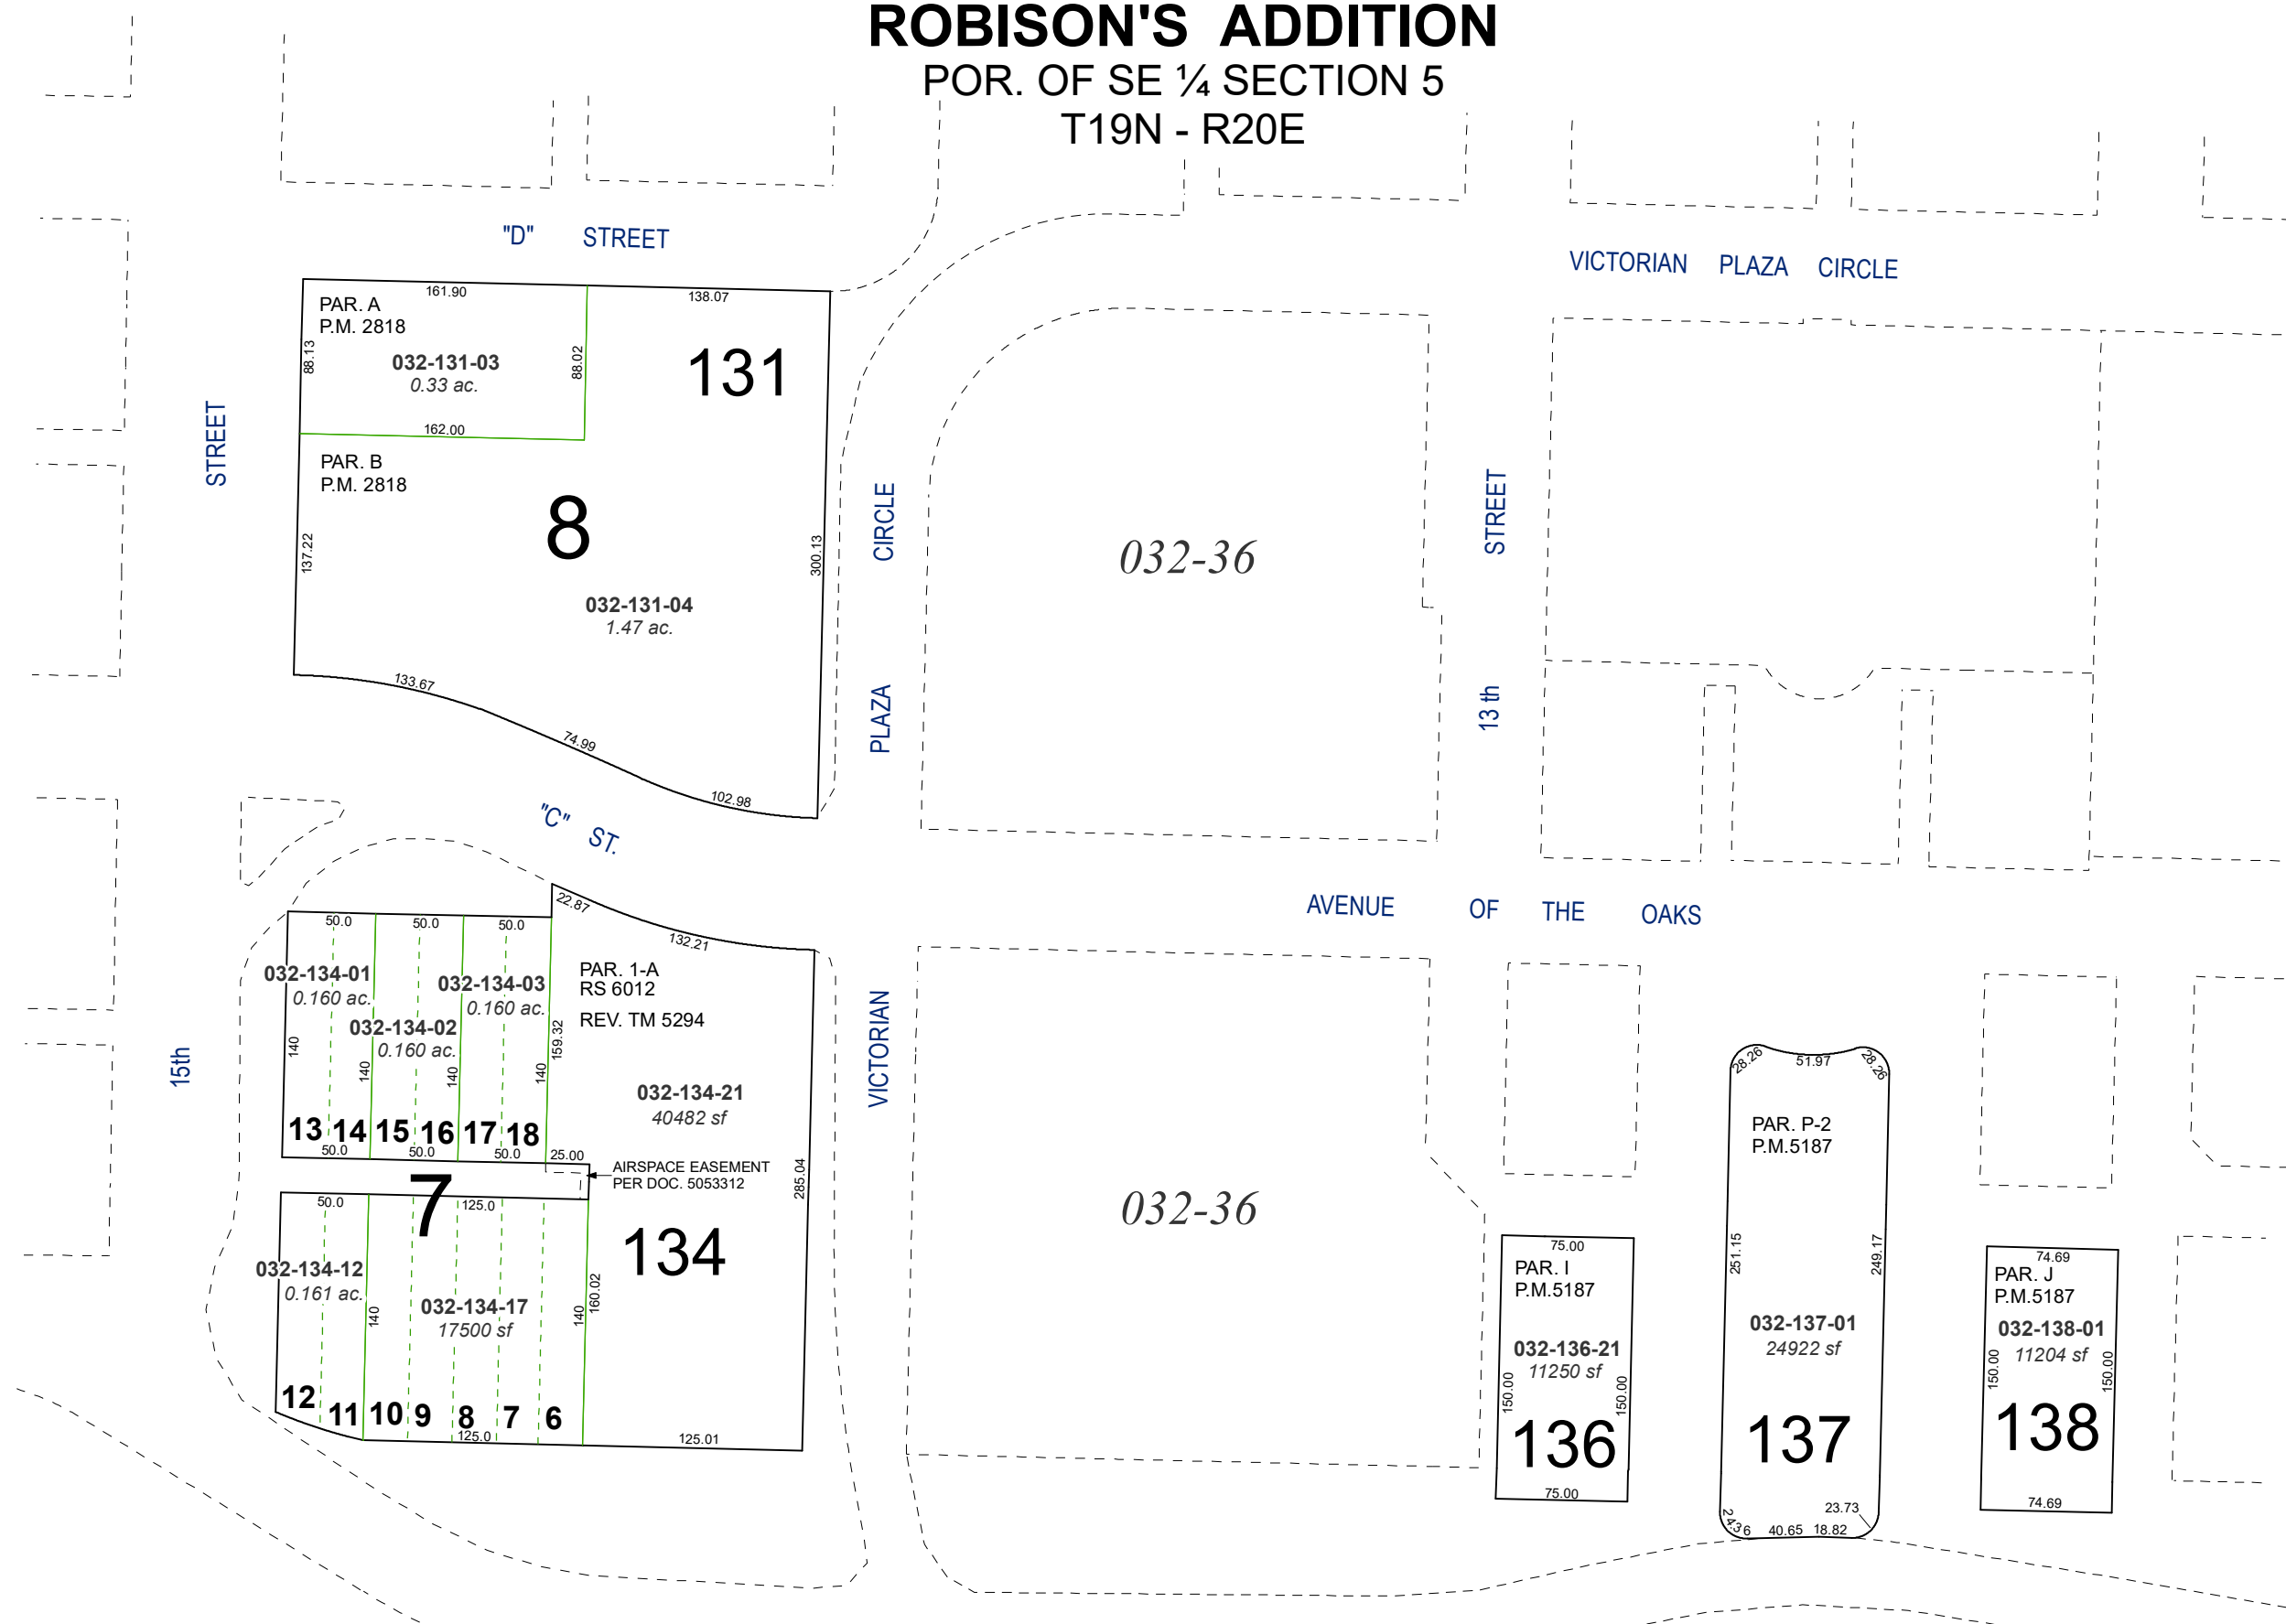 ROBISON'S ADDITION
POR. OF SE ¼ SECTION 5
T19N - R20E
"D" STREET
VICTORIAN PLAZA CIRCLE
161.90
138.07
PAR. A
P.M. 2818
88.13
032-131-03
0.33 ac.
88.02
131
162.00
STREET
PAR. B
P.M. 2818
8
137.22
300.13
032-131-04
1.47 ac.
133.67
74.99
102.98
CIRCLE
PLAZA
032-36
STREET
13 th
"C" ST.
AVENUE OF THE OAKS
22.87
132.21
50.0
50.0
50.0
032-134-01
0.160 ac.
032-134-03
0.160 ac.
032-134-02
0.160 ac.
PAR. 1-A
RS 6012
REV. TM 5294
140
140
140
140
159.32
032-134-21
40482 sf
15th
VICTORIAN
13 14 15 16 17 18
50.0
50.0
50.0
25.00
AIRSPACE EASEMENT
PER DOC. 5053312
285.04
7
50.0
125.0
134
032-134-12
0.161 ac.
140
032-134-17
17500 sf
140
160.02
12 11 10 9 8 7 6
125.0
125.01
032-36
75.00
PAR. I
P.M.5187
032-136-21
11250 sf
150.00
150.00
136
75.00
28.26
51.97
28.26
PAR. P-2
P.M.5187
251.15
249.17
032-137-01
24922 sf
137
23.73
24.36
40.65
18.82
74.69
PAR. J
P.M.5187
032-138-01
11204 sf
150.00
150.00
138
74.69